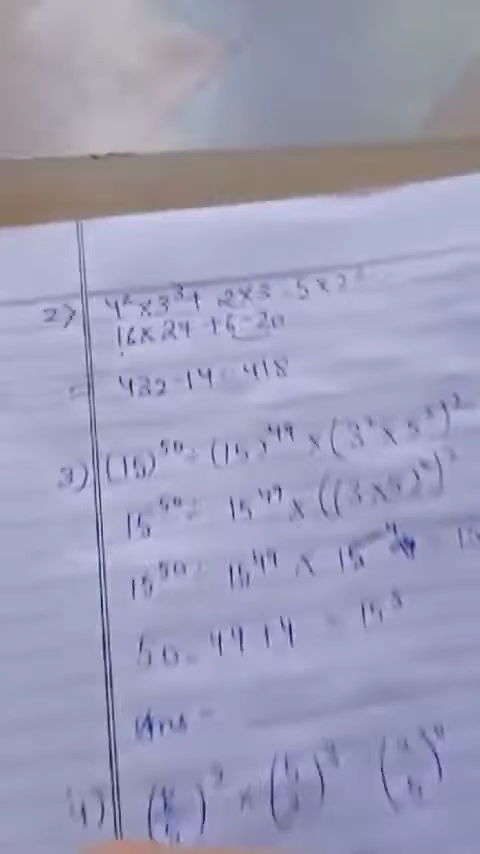 2) 4² × 3³ + 2×3 - 5×2²
16×27 + 6 - 20
= 432 - 14 = 418
3) (15)⁵⁰ ÷ (15)⁴⁹ × (3² × 5²)²
15⁵⁰ ÷ 15⁴⁹ × ((3×5)²)²
15⁵⁰ ÷ 15⁴⁹ × 15⁴
50 - 49 + 4 = 15⁵
Ans -
4)